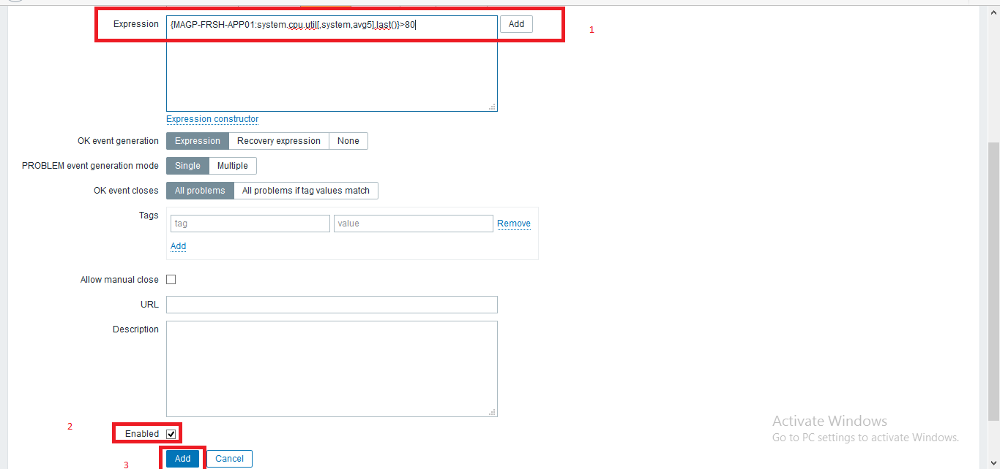 Expression {MAGP-FRSH-APP01:system.cpu.util[,system,avg5].last()}>80 Add 1
Expression constructor
OK event generation Expression Recovery expression None
PROBLEM event generation mode Single Multiple
OK event closes All problems All problems if tag values match
Tags tag value Remove
Add
Allow manual close
URL
Description
Activate Windows
Go to PC settings to activate Windows.
2 Enabled
3 Add Cancel